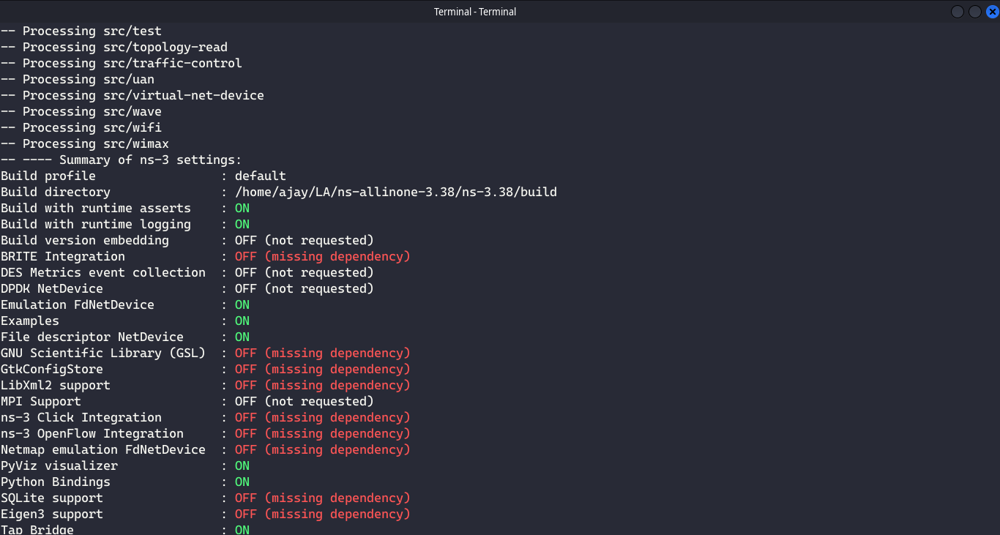 Terminal - Terminal
-- Processing src/test
-- Processing src/topology-read
-- Processing src/traffic-control
-- Processing src/uan
-- Processing src/virtual-net-device
-- Processing src/wave
-- Processing src/wifi
-- Processing src/wimax
-- ---- Summary of ns-3 settings:
Build profile                 : default
Build directory               : /home/ajay/LA/ns-allinone-3.38/ns-3.38/build
Build with runtime asserts    : ON
Build with runtime logging    : ON
Build version embedding       : OFF (not requested)
BRITE Integration             : OFF (missing dependency)
DES Metrics event collection  : OFF (not requested)
DPDK NetDevice                : OFF (not requested)
Emulation FdNetDevice         : ON
Examples                      : ON
File descriptor NetDevice     : ON
GNU Scientific Library (GSL)  : OFF (missing dependency)
GtkConfigStore                : OFF (missing dependency)
LibXml2 support               : OFF (missing dependency)
MPI Support                   : OFF (not requested)
ns-3 Click Integration        : OFF (missing dependency)
ns-3 OpenFlow Integration     : OFF (missing dependency)
Netmap emulation FdNetDevice  : OFF (missing dependency)
PyViz visualizer              : ON
Python Bindings               : ON
SQLite support                : OFF (missing dependency)
Eigen3 support                : OFF (missing dependency)
Tap Bridge                    : ON